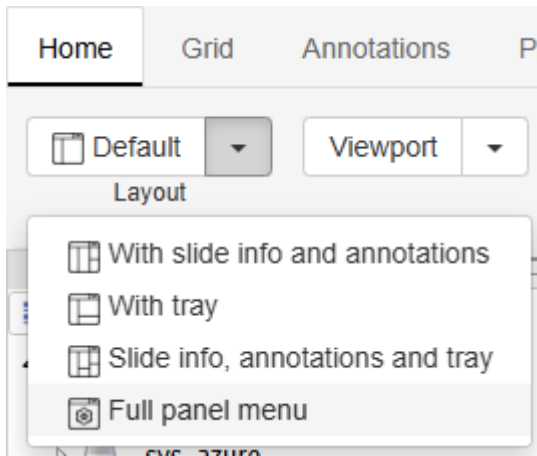 Home Grid Annotations P
Default Viewport
Layout
With slide info and annotations
With tray
Slide info, annotations and tray
Full panel menu
sys_azure